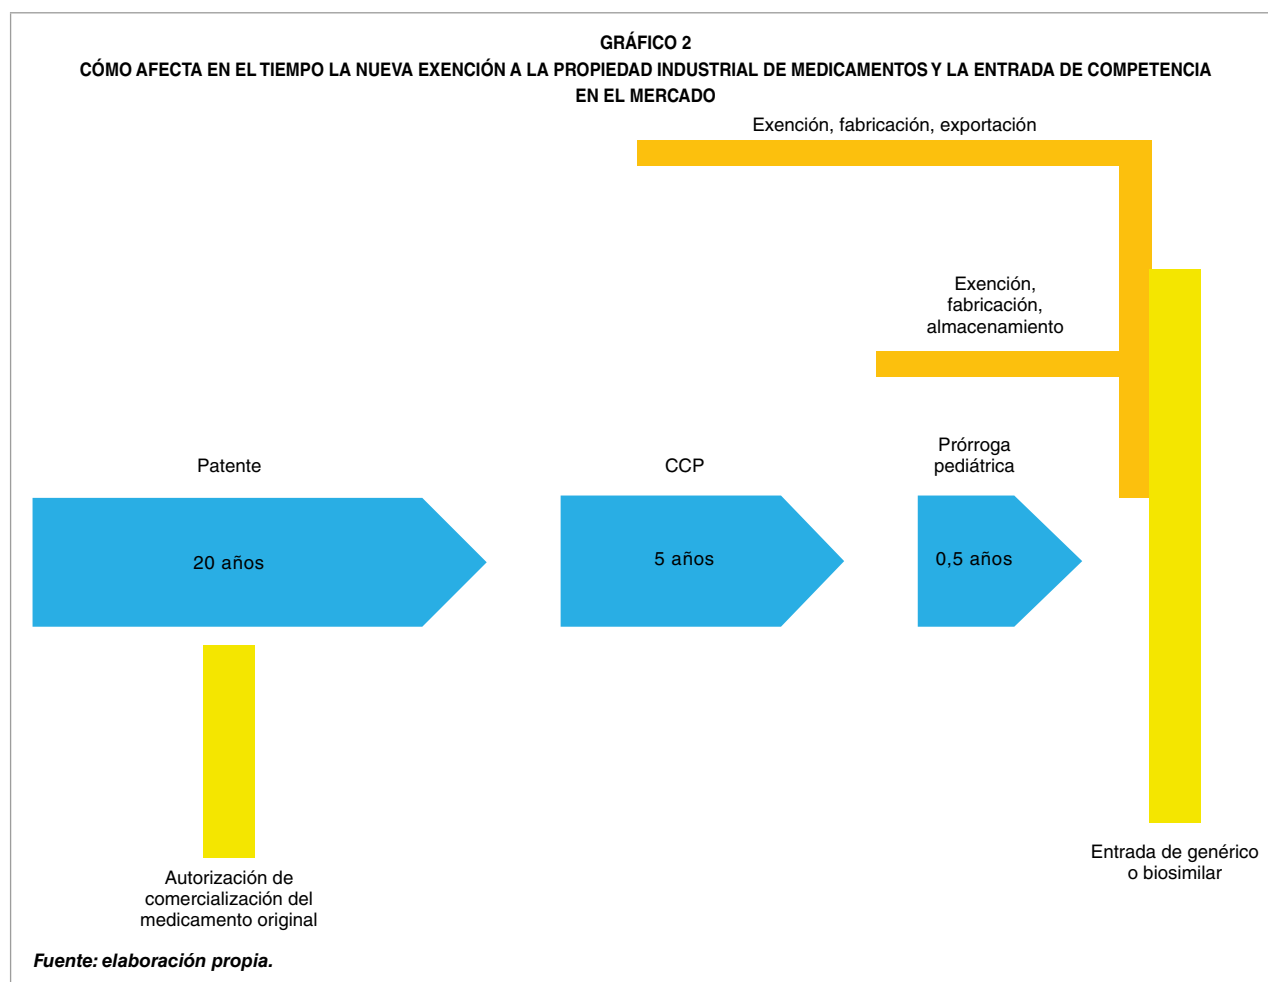 GRÁFICO 2
CÓMO AFECTA EN EL TIEMPO LA NUEVA EXENCIÓN A LA PROPIEDAD INDUSTRIAL DE MEDICAMENTOS Y LA ENTRADA DE COMPETENCIA
EN EL MERCADO
Exención, fabricación, exportación
Exención,
fabricación,
almacenamiento
Patente
CCP
Prórroga
pediátrica
20 años
5 años
0,5 años
Autorización de
comercialización del
medicamento original
Entrada de genérico
o biosimilar
Fuente: elaboración propia.